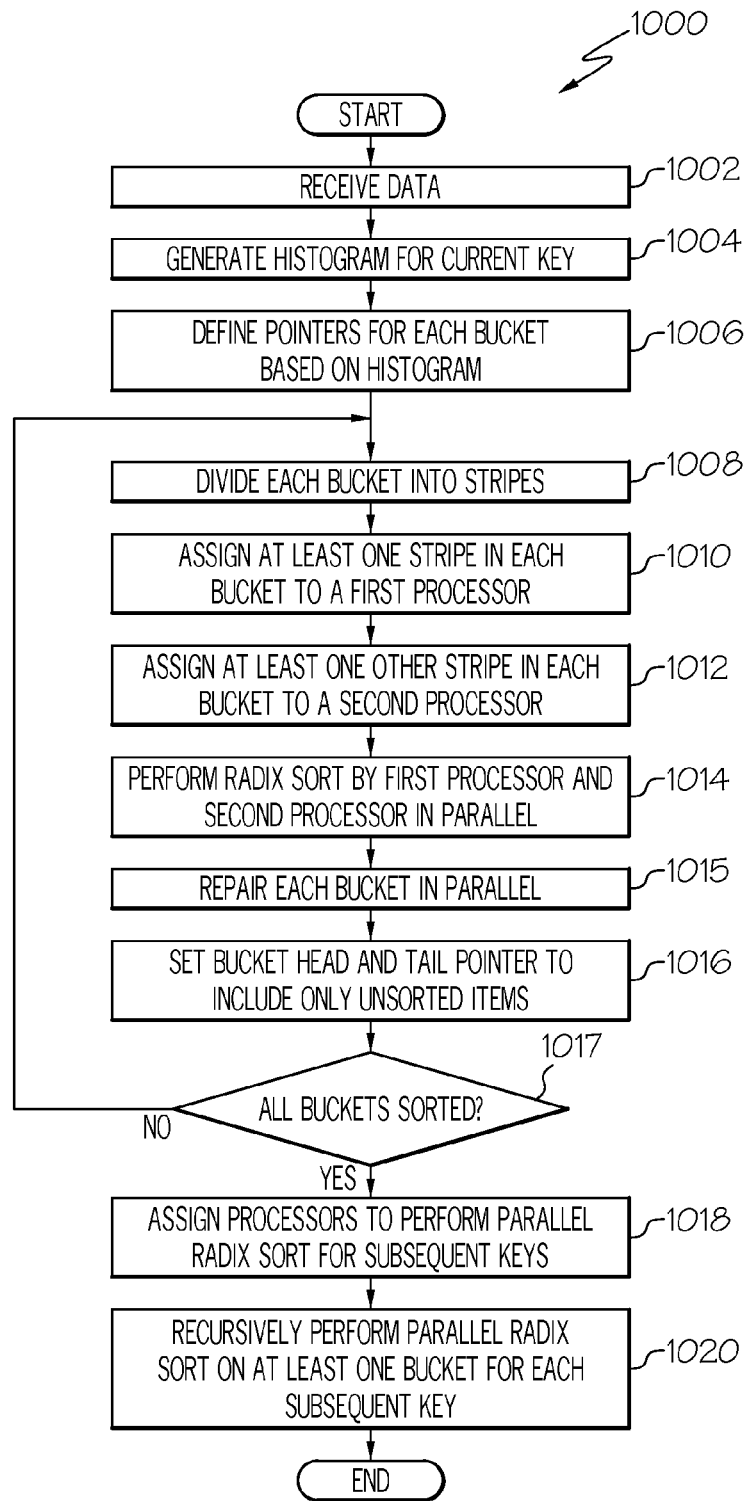 1000
START
RECEIVE DATA
1002
GENERATE HISTOGRAM FOR CURRENT KEY
1004
DEFINE POINTERS FOR EACH BUCKET
BASED ON HISTOGRAM
1006
DIVIDE EACH BUCKET INTO STRIPES
1008
ASSIGN AT LEAST ONE STRIPE IN EACH
BUCKET TO A FIRST PROCESSOR
1010
ASSIGN AT LEAST ONE OTHER STRIPE IN EACH
BUCKET TO A SECOND PROCESSOR
1012
PERFORM RADIX SORT BY FIRST PROCESSOR AND
SECOND PROCESSOR IN PARALLEL
1014
REPAIR EACH BUCKET IN PARALLEL
1015
SET BUCKET HEAD AND TAIL POINTER TO
INCLUDE ONLY UNSORTED ITEMS
1016
1017
ALL BUCKETS SORTED?
NO
YES
ASSIGN PROCESSORS TO PERFORM PARALLEL
RADIX SORT FOR SUBSEQUENT KEYS
1018
RECURSIVELY PERFORM PARALLEL RADIX
SORT ON AT LEAST ONE BUCKET FOR EACH
SUBSEQUENT KEY
1020
END